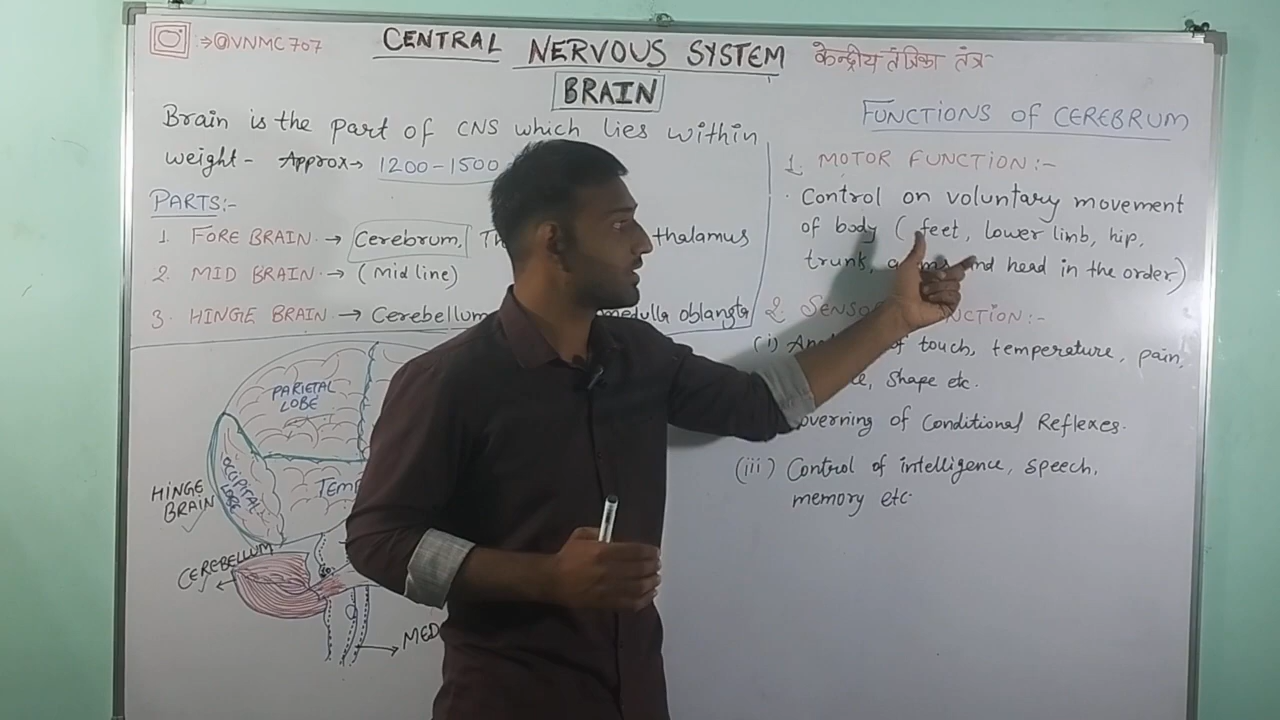 →@VNMC707
CENTRAL NERVOUS SYSTEM केन्द्रीय तंत्रिका तंत्र
BRAIN
Brain is the part of CNS which lies within
weight- Approx→ 1200-1500
PARTS:-
1. FORE BRAIN. → Cerebrum, thalamus
2. MID BRAIN → (Mid line)
3. HINGE BRAIN → Cerebellum medulla oblangta
PARIETAL
LOBE
OCCIPITAL
LOBE
HINGE
BRAIN
CEREBELLUM
FUNCTIONS of CEREBRUM
1. MOTOR FUNCTION:-
· Control on voluntary movement
of body ( feet, lower limb, hip,
trunk, and head in the order)
2. 
(i) of touch, temperature, pain,
Shape etc.
of Conditional Reflexes.
(iii) Control of intelligence, speech,
memory etc.